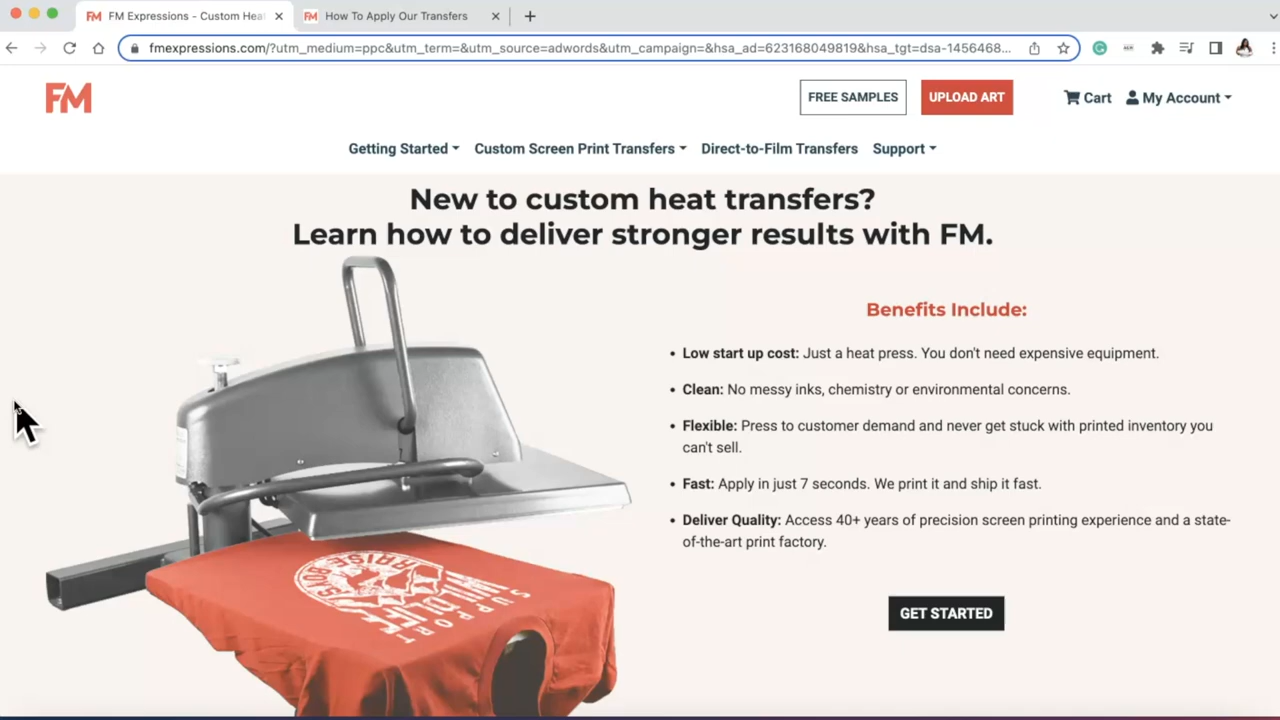 FM Expressions - Custom Hea
How To Apply Our Transfers
fmexpressions.com/?utm_medium=ppc&utm_term=&utm_source=adwords&utm_campaign=&hsa_ad=623168049819&hsa_tgt=dsa-1456468...
FM
FREE SAMPLES
UPLOAD ART
Cart
My Account
Getting Started
Custom Screen Print Transfers
Direct-to-Film Transfers
Support
New to custom heat transfers?
Learn how to deliver stronger results with FM.
Benefits Include:
• Low start up cost: Just a heat press. You don't need expensive equipment.
• Clean: No messy inks, chemistry or environmental concerns.
• Flexible: Press to customer demand and never get stuck with printed inventory you
can't sell.
• Fast: Apply in just 7 seconds. We print it and ship it fast.
• Deliver Quality: Access 40+ years of precision screen printing experience and a state-
of-the-art print factory.
GET STARTED
SUPPORT
WILDLIFE